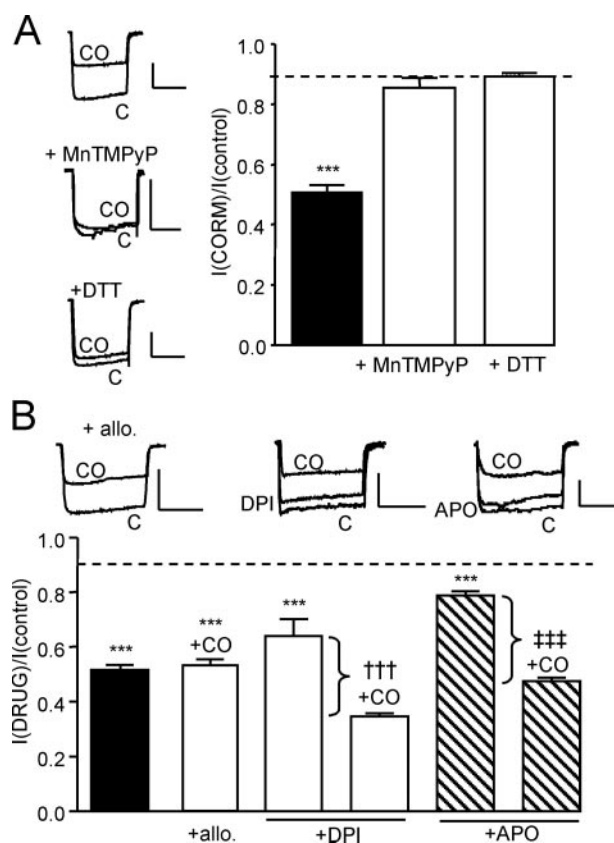 A
CO
C
+ MnTMPyP
CO
C
+DTT
CO
C
I(CORM)/I(control)
1.0
0.8
0.6
0.4
0.2
0.0
***
+ MnTMPyP
+ DTT
B
+ allo.
CO
C
CO
DPI
C
CO
APO
C
I(DRUG)/I(control)
1.0
0.8
0.6
0.4
0.2
0.0
***
***
+CO
***
†††
+CO
***
‡‡‡
+CO
+allo.
+DPI
+APO